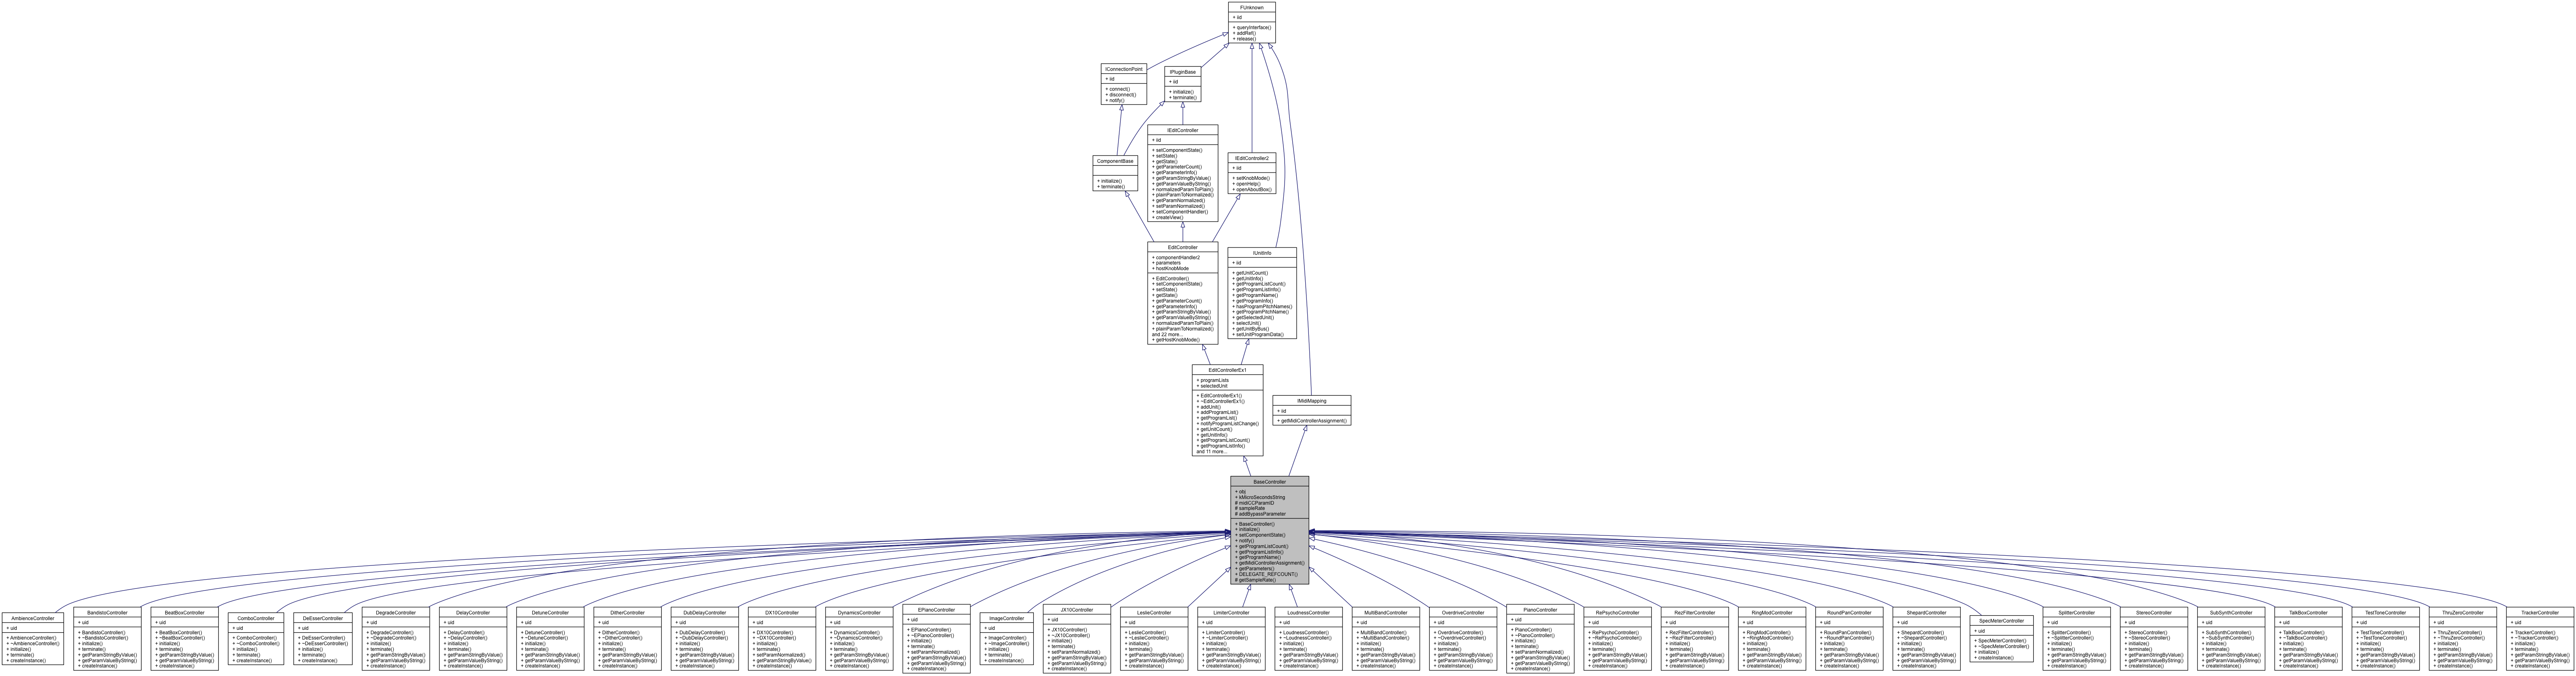 FUnknown
+ iid
+ queryInterface()
+ addRef()
+ release()
IConnectionPoint
+ iid
+ connect()
+ disconnect()
+ notify()
IPluginBase
+ iid
+ initialize()
+ terminate()
IEditController
+ iid
+ setComponentState()
+ setState()
+ getState()
+ getParameterCount()
+ getParameterInfo()
+ getParamStringByValue()
+ getParamValueByString()
+ normalizedParamToPlain()
+ plainParamToNormalized()
+ getParamNormalized()
+ setParamNormalized()
+ setComponentHandler()
+ createView()
ComponentBase
+ initialize()
+ terminate()
IEditController2
+ iid
+ setKnobMode()
+ openHelp()
+ openAboutBox()
EditController
+ componentHandler2
+ parameters
+ hostKnobMode
+ EditController()
+ setComponentState()
+ setState()
+ getState()
+ getParameterCount()
+ getParameterInfo()
+ getParamStringByValue()
+ getParamValueByString()
+ normalizedParamToPlain()
+ plainParamToNormalized()
and 22 more...
+ getHostKnobMode()
IUnitInfo
+ iid
+ getUnitCount()
+ getUnitInfo()
+ getProgramListCount()
+ getProgramListInfo()
+ getProgramName()
+ getProgramInfo()
+ hasProgramPitchNames()
+ getProgramPitchName()
+ getSelectedUnit()
+ selectUnit()
+ getUnitByBus()
+ setUnitProgramData()
EditControllerEx1
+ programLists
+ selectedUnit
+ EditControllerEx1()
+ ~EditControllerEx1()
+ addUnit()
+ addProgramList()
+ getProgramList()
+ notifyProgramListChange()
+ getUnitCount()
+ getUnitInfo()
+ getProgramListCount()
+ getProgramListInfo()
and 11 more...
IMidiMapping
+ iid
+ getMidiControllerAssignment()
BaseController
+ obj
+ kMicroSecondsString
# midiCCParamID
# sampleRate
# addBypassParameter
+ BaseController()
+ initialize()
+ setComponentState()
+ notify()
+ getProgramListCount()
+ getProgramListInfo()
+ getProgramName()
+ getMidiControllerAssignment()
+ getParameters()
+ DELEGATE_REFCOUNT()
# getSampleRate()
AmbienceController
+ uid
+ AmbienceController()
+ ~AmbienceController()
+ initialize()
+ terminate()
+ createInstance()
BandistoController
+ uid
+ BandistoController()
+ ~BandistoController()
+ initialize()
+ terminate()
+ getParamStringByValue()
+ getParamValueByString()
+ createInstance()
BeatBoxController
+ uid
+ BeatBoxController()
+ ~BeatBoxController()
+ initialize()
+ terminate()
+ getParamStringByValue()
+ getParamValueByString()
+ createInstance()
ComboController
+ uid
+ ComboController()
+ ~ComboController()
+ initialize()
+ terminate()
+ createInstance()
DeEsserController
+ uid
+ DeEsserController()
+ ~DeEsserController()
+ initialize()
+ terminate()
+ createInstance()
DegradeController
+ uid
+ DegradeController()
+ ~DegradeController()
+ initialize()
+ terminate()
+ getParamStringByValue()
+ getParamValueByString()
+ createInstance()
DelayController
+ uid
+ DelayController()
+ ~DelayController()
+ initialize()
+ terminate()
+ getParamStringByValue()
+ getParamValueByString()
+ createInstance()
DetuneController
+ uid
+ DetuneController()
+ ~DetuneController()
+ initialize()
+ terminate()
+ getParamStringByValue()
+ getParamValueByString()
+ createInstance()
DitherController
+ uid
+ DitherController()
+ ~DitherController()
+ initialize()
+ terminate()
+ getParamStringByValue()
+ getParamValueByString()
+ createInstance()
DubDelayController
+ uid
+ DubDelayController()
+ ~DubDelayController()
+ initialize()
+ terminate()
+ getParamStringByValue()
+ getParamValueByString()
+ createInstance()
DX10Controller
+ uid
+ DX10Controller()
+ ~DX10Controller()
+ initialize()
+ terminate()
+ setParamNormalized()
+ getParamStringByValue()
+ createInstance()
DynamicsController
+ uid
+ DynamicsController()
+ ~DynamicsController()
+ initialize()
+ terminate()
+ getParamStringByValue()
+ getParamValueByString()
+ createInstance()
EPianoController
+ uid
+ EPianoController()
+ ~EPianoController()
+ initialize()
+ terminate()
+ setParamNormalized()
+ getParamStringByValue()
+ getParamValueByString()
+ createInstance()
ImageController
+ uid
+ ImageController()
+ ~ImageController()
+ initialize()
+ terminate()
+ createInstance()
JX10Controller
+ uid
+ JX10Controller()
+ ~JX10Controller()
+ initialize()
+ terminate()
+ setParamNormalized()
+ getParamStringByValue()
+ getParamValueByString()
+ createInstance()
LeslieController
+ uid
+ LeslieController()
+ ~LeslieController()
+ initialize()
+ terminate()
+ getParamStringByValue()
+ getParamValueByString()
+ createInstance()
LimiterController
+ uid
+ LimiterController()
+ ~LimiterController()
+ initialize()
+ terminate()
+ getParamStringByValue()
+ getParamValueByString()
+ createInstance()
LoudnessController
+ uid
+ LoudnessController()
+ ~LoudnessController()
+ initialize()
+ terminate()
+ getParamStringByValue()
+ getParamValueByString()
+ createInstance()
MultiBandController
+ uid
+ MultiBandController()
+ ~MultiBandController()
+ initialize()
+ terminate()
+ getParamStringByValue()
+ getParamValueByString()
+ createInstance()
OverdriveController
+ uid
+ OverdriveController()
+ ~OverdriveController()
+ initialize()
+ terminate()
+ getParamStringByValue()
+ getParamValueByString()
+ createInstance()
PianoController
+ uid
+ PianoController()
+ ~PianoController()
+ initialize()
+ terminate()
+ setParamNormalized()
+ getParamStringByValue()
+ getParamValueByString()
+ createInstance()
RePsychoController
+ uid
+ RePsychoController()
+ ~RePsychoController()
+ initialize()
+ terminate()
+ getParamStringByValue()
+ getParamValueByString()
+ createInstance()
RezFilterController
+ uid
+ RezFilterController()
+ ~RezFilterController()
+ initialize()
+ terminate()
+ getParamStringByValue()
+ getParamValueByString()
+ createInstance()
RingModController
+ uid
+ RingModController()
+ ~RingModController()
+ initialize()
+ terminate()
+ getParamStringByValue()
+ getParamValueByString()
+ createInstance()
RoundPanController
+ uid
+ RoundPanController()
+ ~RoundPanController()
+ initialize()
+ terminate()
+ getParamStringByValue()
+ getParamValueByString()
+ createInstance()
ShepardController
+ uid
+ ShepardController()
+ ~ShepardController()
+ initialize()
+ terminate()
+ getParamStringByValue()
+ getParamValueByString()
+ createInstance()
SpecMeterController
+ uid
+ SpecMeterController()
+ ~SpecMeterController()
+ initialize()
+ createInstance()
SplitterController
+ uid
+ SplitterController()
+ ~SplitterController()
+ initialize()
+ terminate()
+ getParamStringByValue()
+ getParamValueByString()
+ createInstance()
StereoController
+ uid
+ StereoController()
+ ~StereoController()
+ initialize()
+ terminate()
+ getParamStringByValue()
+ getParamValueByString()
+ createInstance()
SubSynthController
+ uid
+ SubSynthController()
+ ~SubSynthController()
+ initialize()
+ terminate()
+ getParamStringByValue()
+ getParamValueByString()
+ createInstance()
TalkBoxController
+ uid
+ TalkBoxController()
+ ~TalkBoxController()
+ initialize()
+ terminate()
+ getParamStringByValue()
+ getParamValueByString()
+ createInstance()
TestToneController
+ uid
+ TestToneController()
+ ~TestToneController()
+ initialize()
+ terminate()
+ getParamStringByValue()
+ getParamValueByString()
+ createInstance()
ThruZeroController
+ uid
+ ThruZeroController()
+ ~ThruZeroController()
+ initialize()
+ terminate()
+ getParamStringByValue()
+ getParamValueByString()
+ createInstance()
TrackerController
+ uid
+ TrackerController()
+ ~TrackerController()
+ initialize()
+ terminate()
+ getParamStringByValue()
+ getParamValueByString()
+ createInstance()